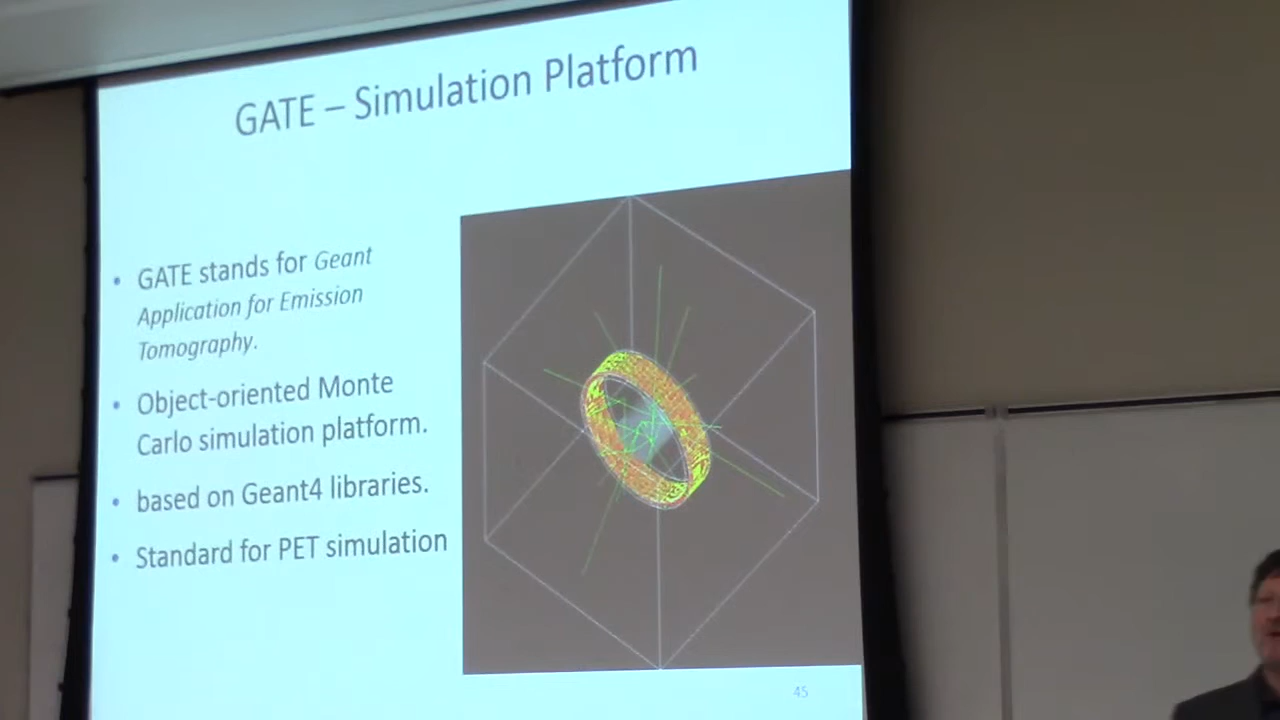 GATE – Simulation Platform
• GATE stands for Geant
Application for Emission
Tomography.
• Object-oriented Monte
Carlo simulation platform.
• based on Geant4 libraries.
• Standard for PET simulation
45